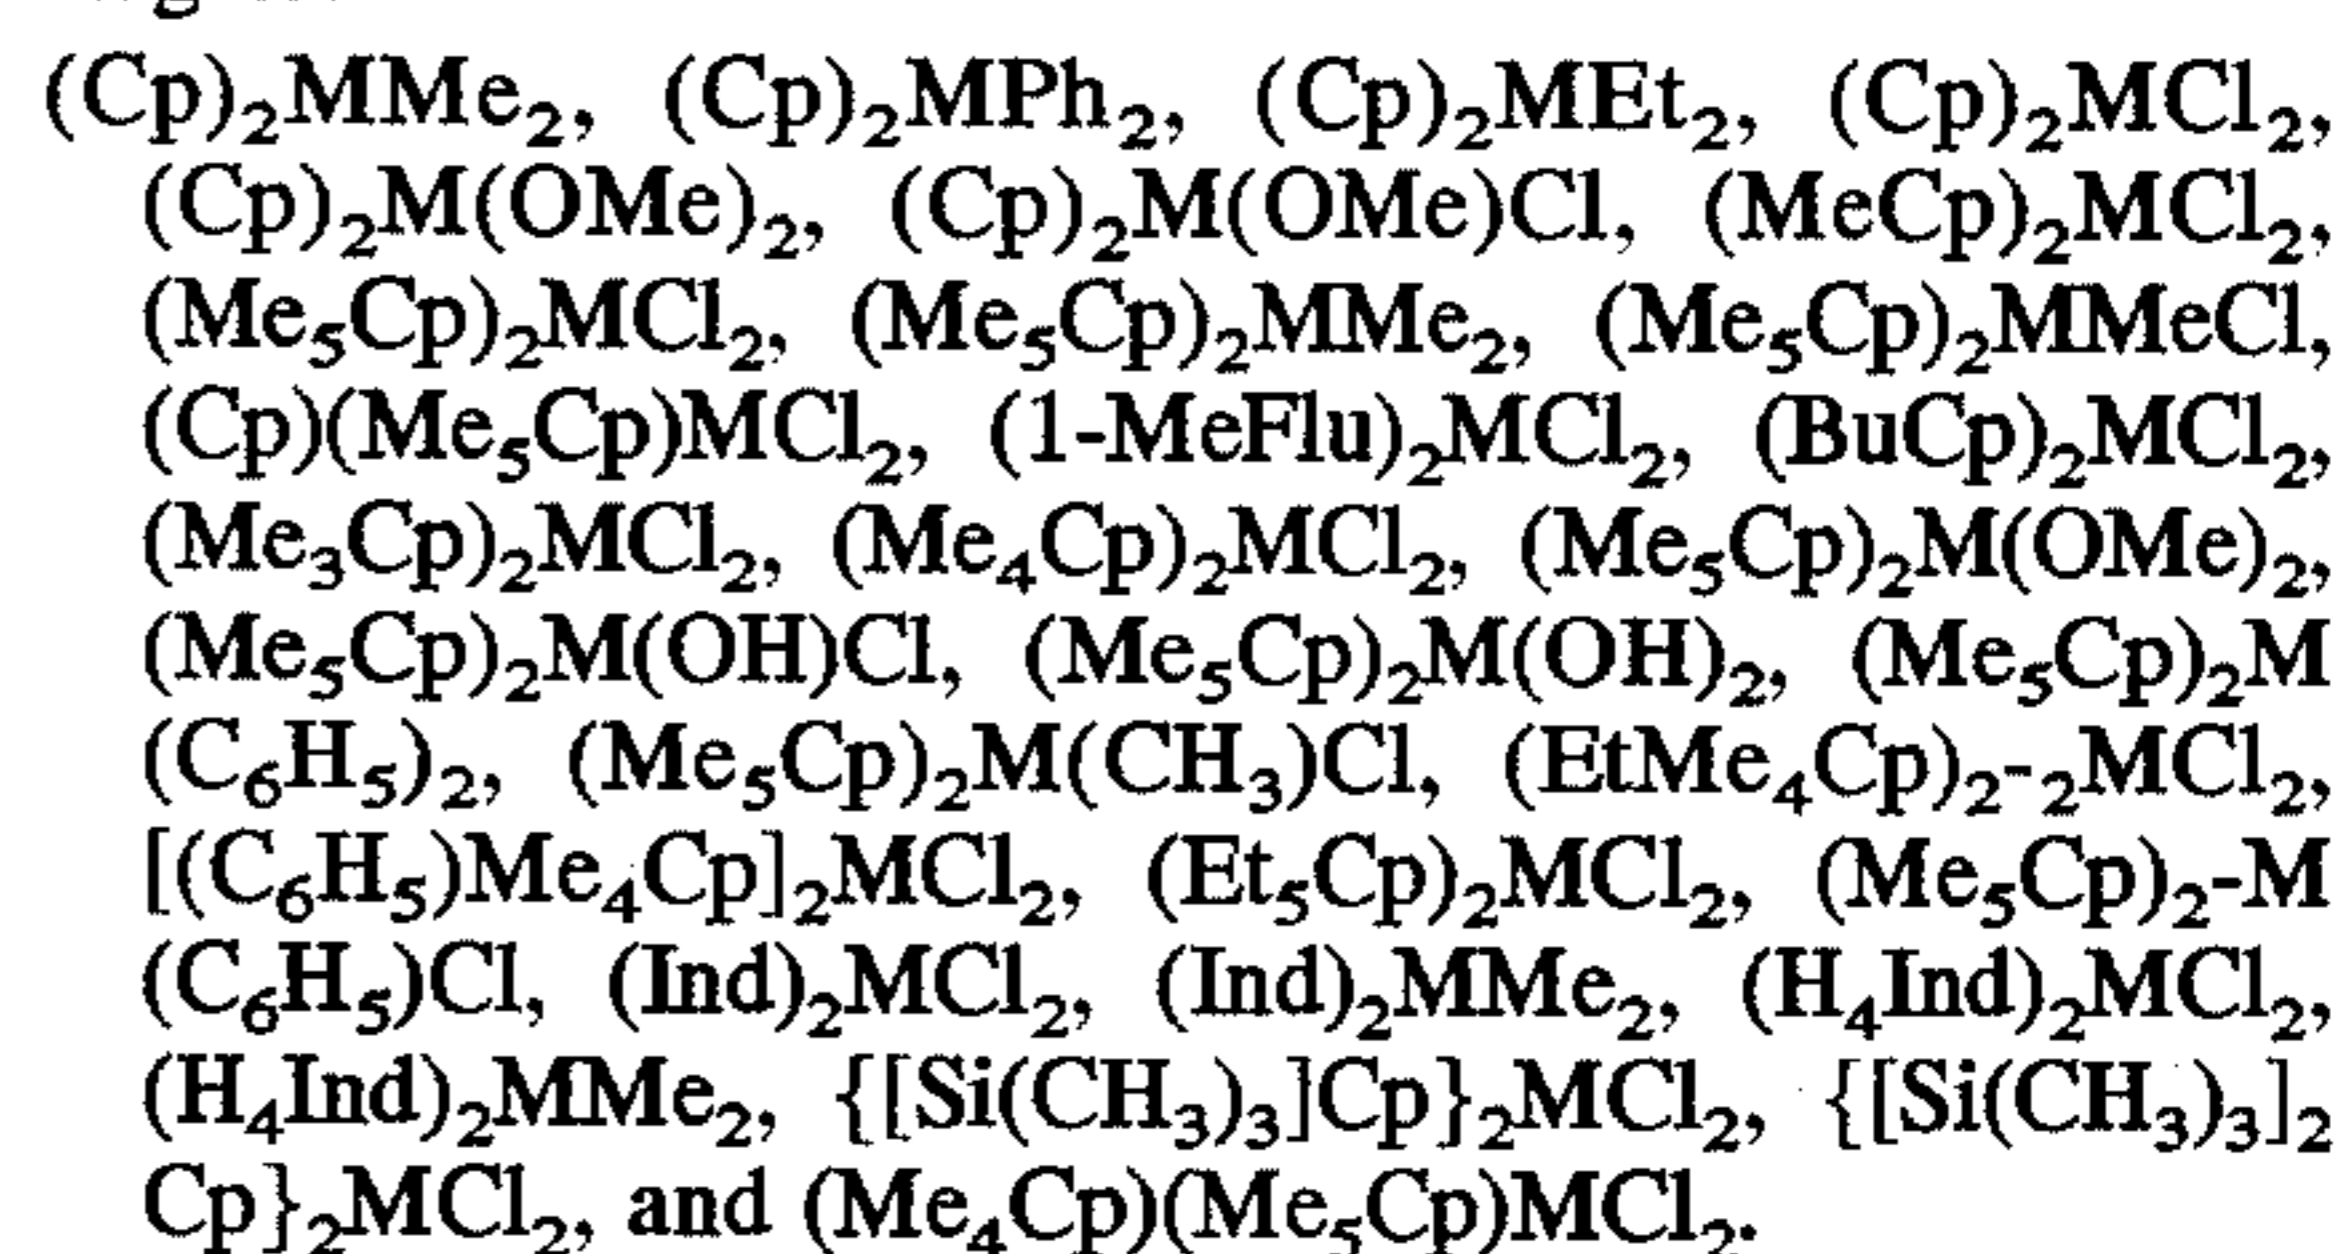 (Cp)₂MMe₂, (Cp)₂MPh₂, (Cp)₂MEt₂, (Cp)₂MCl₂,
(Cp)₂M(OMe)₂, (Cp)₂M(OMe)Cl, (MeCp)₂MCl₂,
(Me₅Cp)₂MCl₂, (Me₅Cp)₂MMe₂, (Me₅Cp)₂MMeCl,
(Cp)(Me₅Cp)MCl₂, (1-MeFlu)₂MCl₂, (BuCp)₂MCl₂,
(Me₃Cp)₂MCl₂, (Me₄Cp)₂MCl₂, (Me₅Cp)₂M(OMe)₂,
(Me₅Cp)₂M(OH)Cl, (Me₅Cp)₂M(OH)₂, (Me₅Cp)₂M
(C₆H₅)₂, (Me₅Cp)₂M(CH₃)Cl, (EtMe₄Cp)₂-₂MCl₂,
[(C₆H₅)Me₄Cp]₂MCl₂, (Et₅Cp)₂MCl₂, (Me₅Cp)₂-M
(C₆H₅)Cl, (Ind)₂MCl₂, (Ind)₂MMe₂, (H₄Ind)₂MCl₂,
(H₄Ind)₂MMe₂, {[Si(CH₃)₃]Cp}₂MCl₂, {[Si(CH₃)₃]₂
Cp}₂MCl₂, and (Me₄Cp)(Me₅Cp)MCl₂.